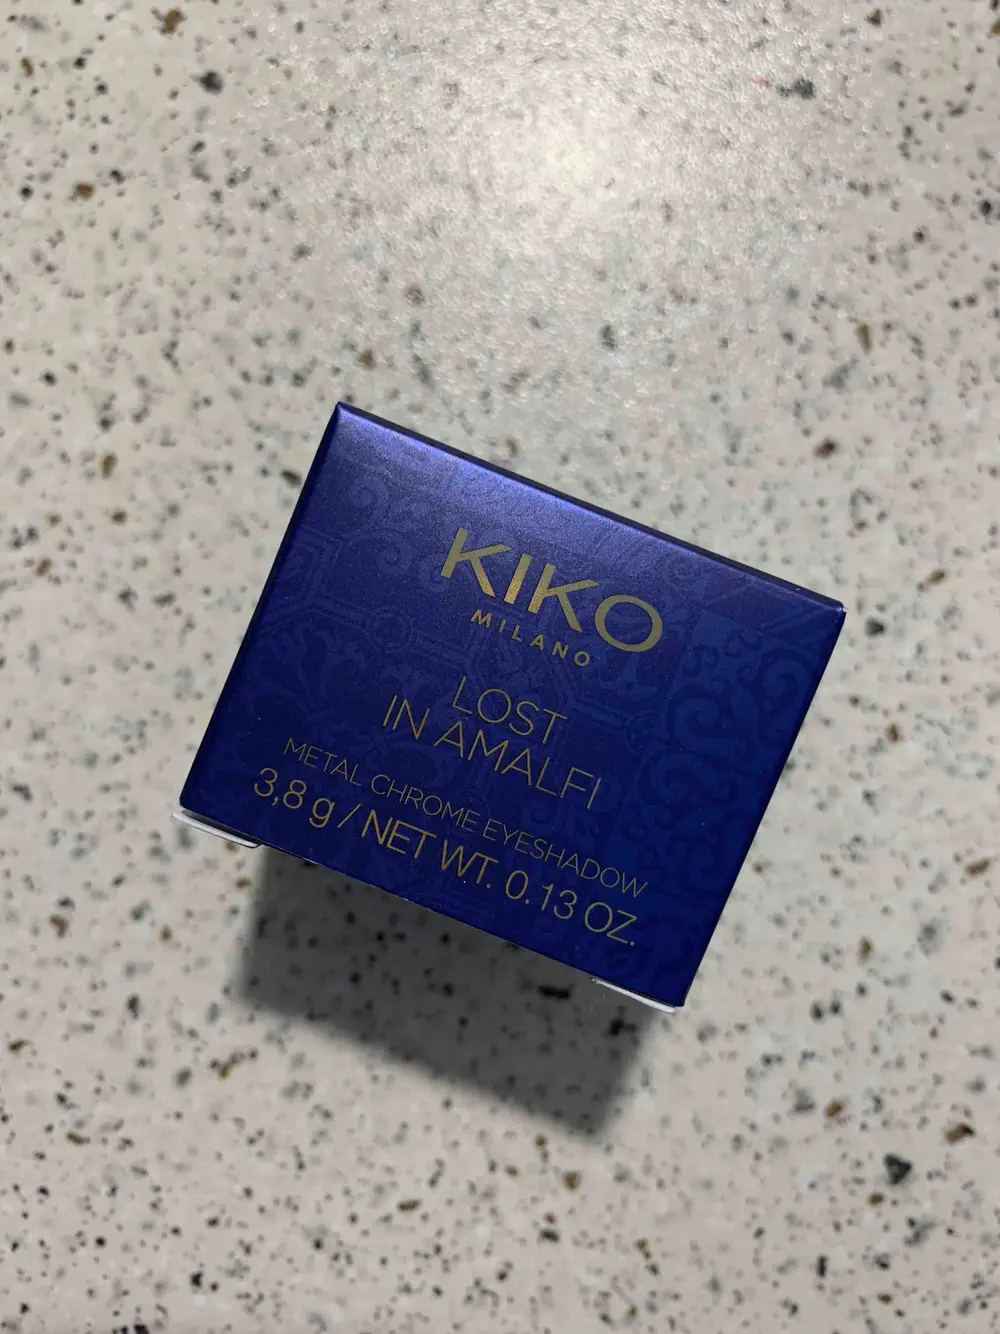 KIKO
MILANO
LOST
IN AMALFI
METAL CHROME EYESHADOW
3,8 g / NET WT. 0.13 OZ.